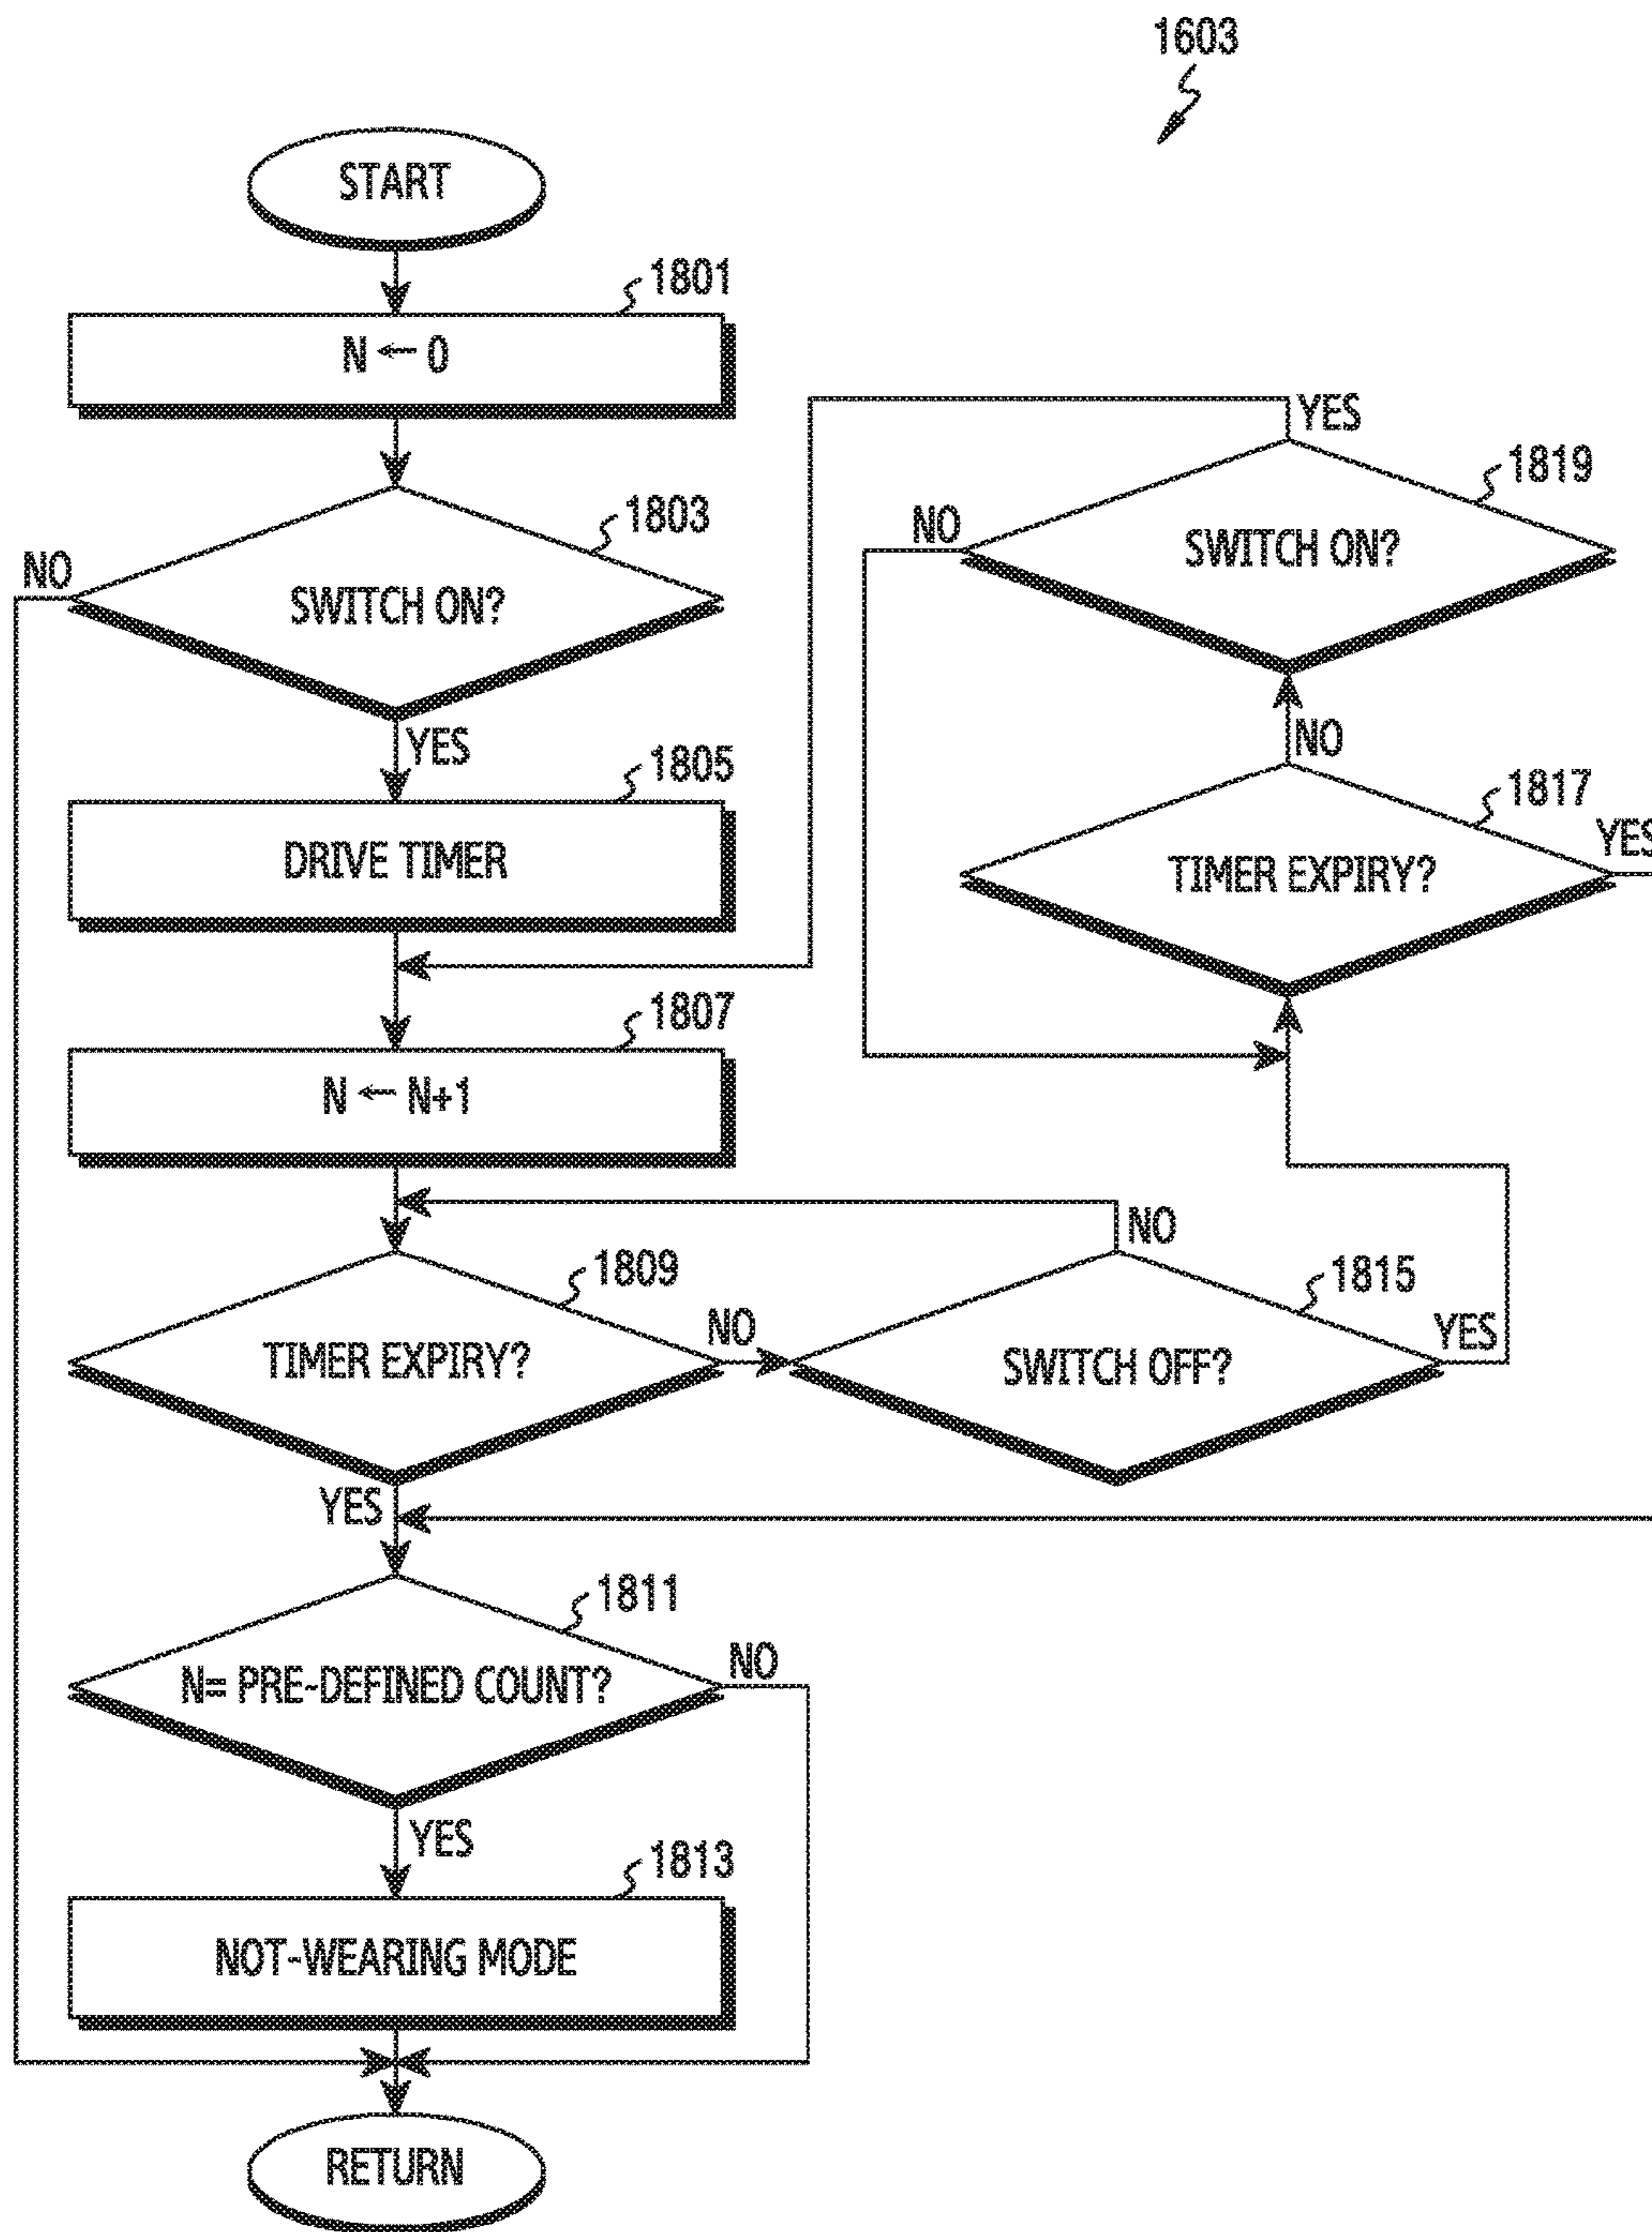 1603
START
1801
N ← 0
1803
NO
SWITCH ON?
YES
1805
DRIVE TIMER
1807
N ← N+1
1809
TIMER EXPIRY?
NO
YES
1811
N= PRE-DEFINED COUNT?
NO
YES
1813
NOT-WEARING MODE
RETURN
1815
SWITCH OFF?
NO
YES
1817
TIMER EXPIRY?
YES
NO
1819
SWITCH ON?
NO
YES